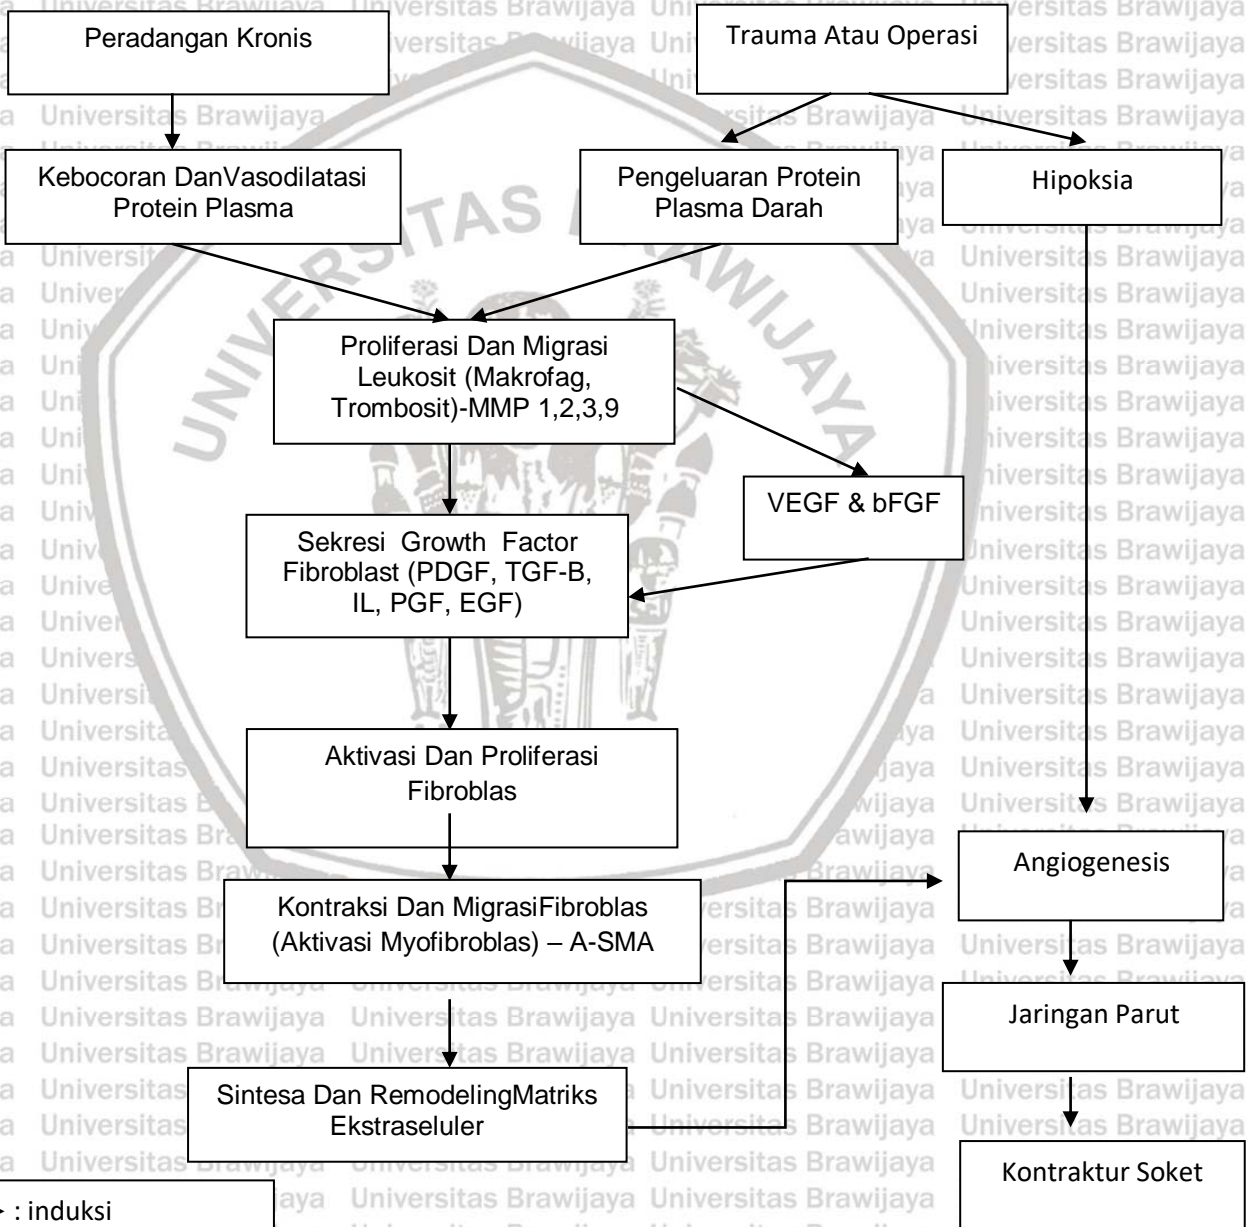 Peradangan Kronis
Trauma Atau Operasi
Kebocoran DanVasodilatasi
Protein Plasma
Pengeluaran Protein
Plasma Darah
Hipoksia
UNIVERSITAS BRAWIJAYA
Proliferasi Dan Migrasi
Leukosit (Makrofag,
Trombosit)-MMP 1,2,3,9
VEGF & bFGF
Sekresi Growth Factor
Fibroblast (PDGF, TGF-B,
IL, PGF, EGF)
Aktivasi Dan Proliferasi
Fibroblas
Angiogenesis
Kontraksi Dan MigrasiFibroblas
(Aktivasi Myofibroblas) – A-SMA
Jaringan Parut
Sintesa Dan RemodelingMatriks
Ekstraseluler
Kontraktur Soket
: induksi